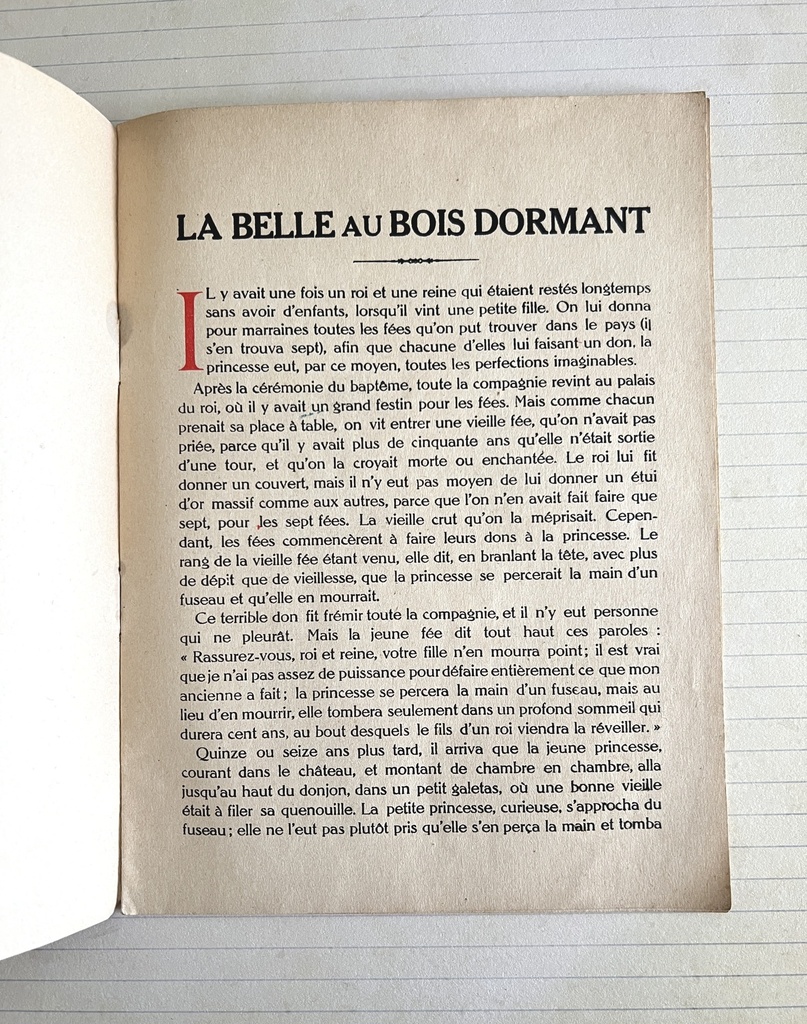 LA BELLE AU BOIS DORMANT
IL y avait une fois un roi et une reine qui étaient restés longtemps
sans avoir d'enfants, lorsqu'il vint une petite fille. On lui donna
pour marraines toutes les fées qu'on put trouver dans le pays (il
s'en trouva sept), afin que chacune d'elles lui faisant un don, la
princesse eut, par ce moyen, toutes les perfections imaginables.
Après la cérémonie du baptême, toute la compagnie revint au palais
du roi, où il y avait un grand festin pour les fées. Mais comme chacun
prenait sa place à table, on vit entrer une vieille fée, qu'on n'avait pas
priée, parce qu'il y avait plus de cinquante ans qu'elle n'était sortie
d'une tour, et qu'on la croyait morte ou enchantée. Le roi lui fit
donner un couvert, mais il n'y eut pas moyen de lui donner un étui
d'or massif comme aux autres, parce que l'on n'en avait fait faire que
sept, pour les sept fées. La vieille crut qu'on la méprisait. Cepen-
dant, les fées commencèrent à faire leurs dons à la princesse. Le
rang de la vieille fée étant venu, elle dit, en branlant la tête, avec plus
de dépit que de vieillesse, que la princesse se percerait la main d'un
fuseau et qu'elle en mourrait.
Ce terrible don fit frémir toute la compagnie, et il n'y eut personne
qui ne pleurât. Mais la jeune fée dit tout haut ces paroles :
« Rassurez-vous, roi et reine, votre fille n'en mourra point ; il est vrai
que je n'ai pas assez de puissance pour défaire entièrement ce que mon
ancienne a fait ; la princesse se percera la main d'un fuseau, mais au
lieu d'en mourrir, elle tombera seulement dans un profond sommeil qui
durera cent ans, au bout desquels le fils d'un roi viendra la réveiller. »
Quinze ou seize ans plus tard, il arriva que la jeune princesse,
courant dans le château, et montant de chambre en chambre, alla
jusqu'au haut du donjon, dans un petit galetas, où une bonne vieille
était à filer sa quenouille. La petite princesse, curieuse, s'approcha du
fuseau ; elle ne l'eut pas plutôt pris qu'elle s'en perça la main et tomba